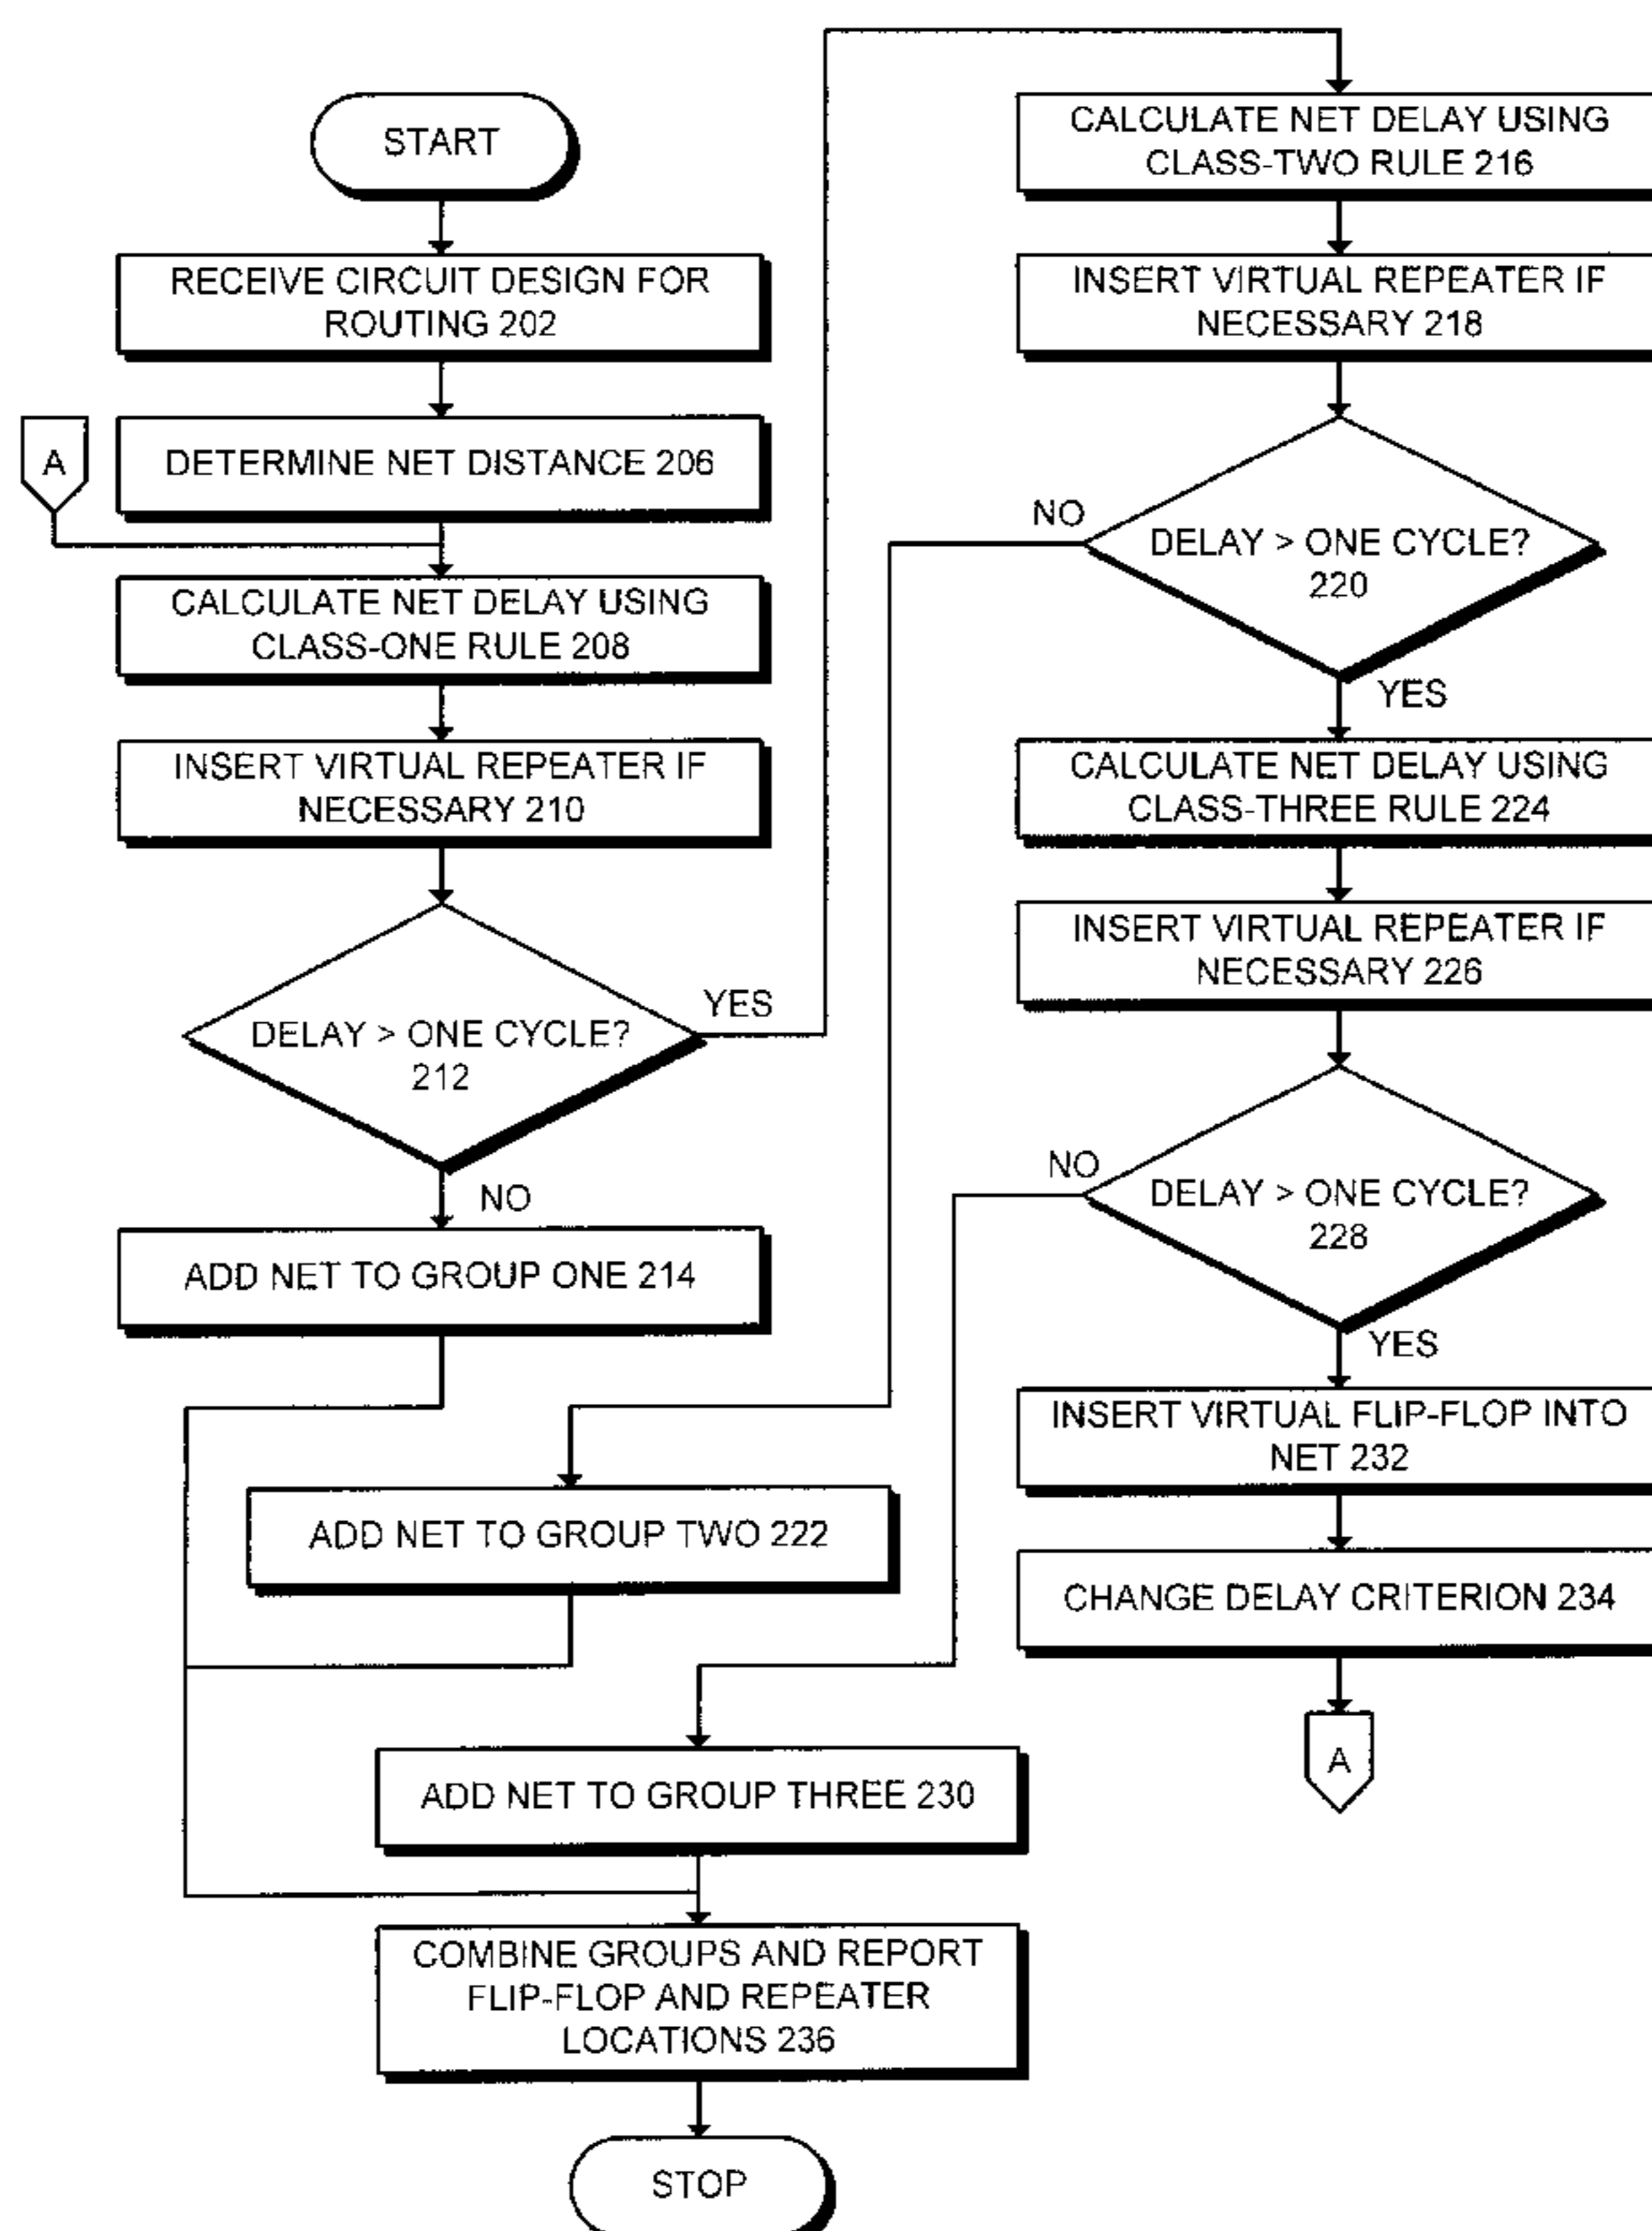 START
RECEIVE CIRCUIT DESIGN FOR
ROUTING 202
A
DETERMINE NET DISTANCE 206
CALCULATE NET DELAY USING
CLASS-ONE RULE 208
INSERT VIRTUAL REPEATER IF
NECESSARY 210
DELAY > ONE CYCLE?
212
YES
NO
ADD NET TO GROUP ONE 214
ADD NET TO GROUP TWO 222
ADD NET TO GROUP THREE 230
COMBINE GROUPS AND REPORT
FLIP-FLOP AND REPEATER
LOCATIONS 236
STOP
CALCULATE NET DELAY USING
CLASS-TWO RULE 216
INSERT VIRTUAL REPEATER IF
NECESSARY 218
NO
DELAY > ONE CYCLE?
220
YES
CALCULATE NET DELAY USING
CLASS-THREE RULE 224
INSERT VIRTUAL REPEATER IF
NECESSARY 226
NO
DELAY > ONE CYCLE?
228
YES
INSERT VIRTUAL FLIP-FLOP INTO
NET 232
CHANGE DELAY CRITERION 234
A